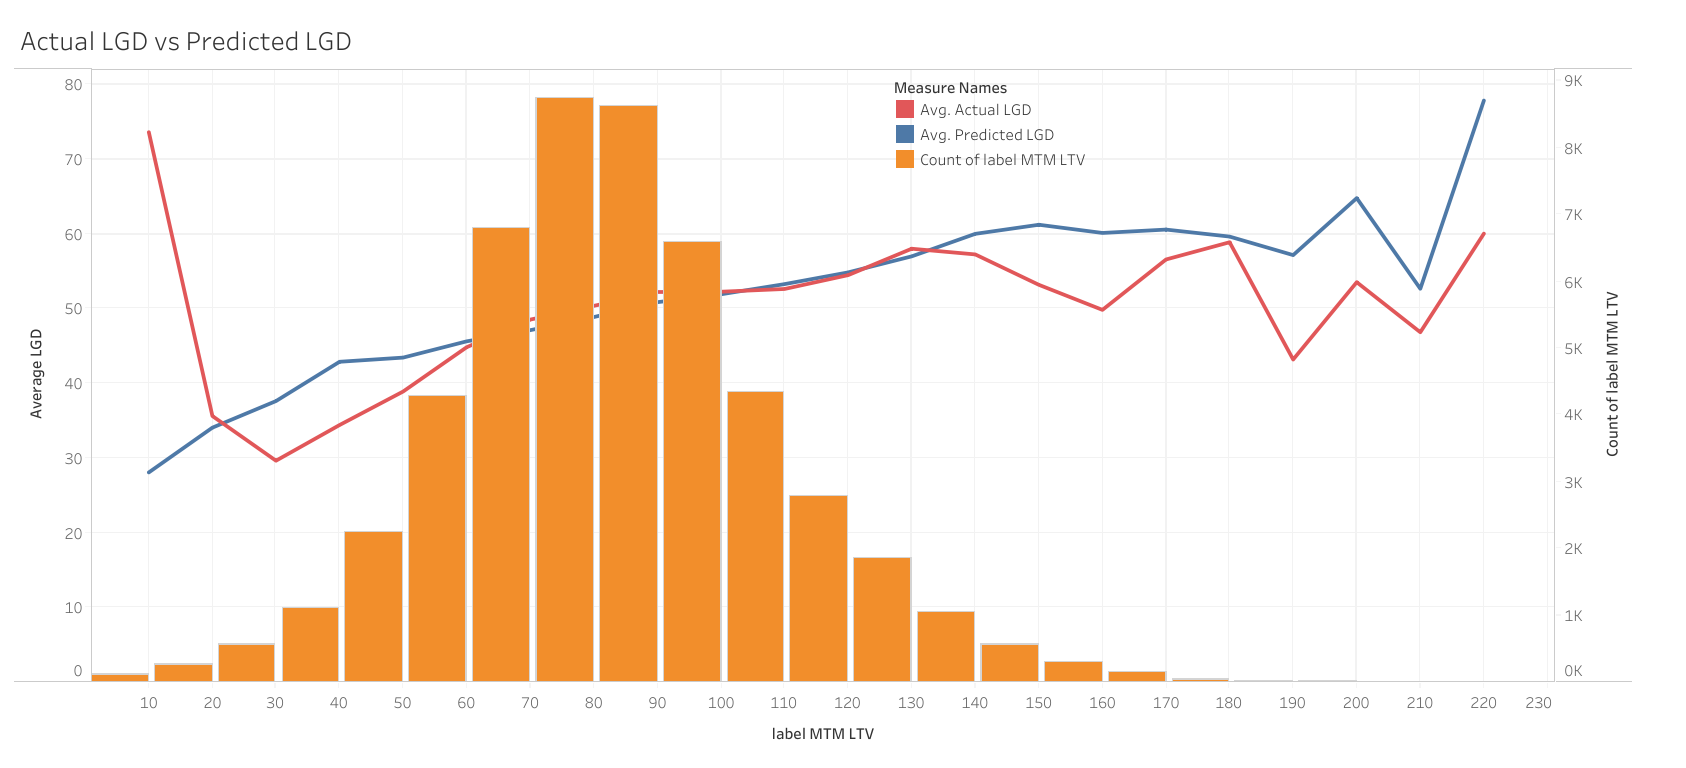 Actual LGD vs Predicted LGD
Measure Names
Avg. Actual LGD
Avg. Predicted LGD
Count of label MTM LTV
80
70
60
50
40
30
20
10
0
Average LGD
9K
8K
7K
6K
5K
4K
3K
2K
1K
0K
Count of label MTM LTV
10 20 30 40 50 60 70 80 90 100 110 120 130 140 150 160 170 180 190 200 210 220 230
label MTM LTV